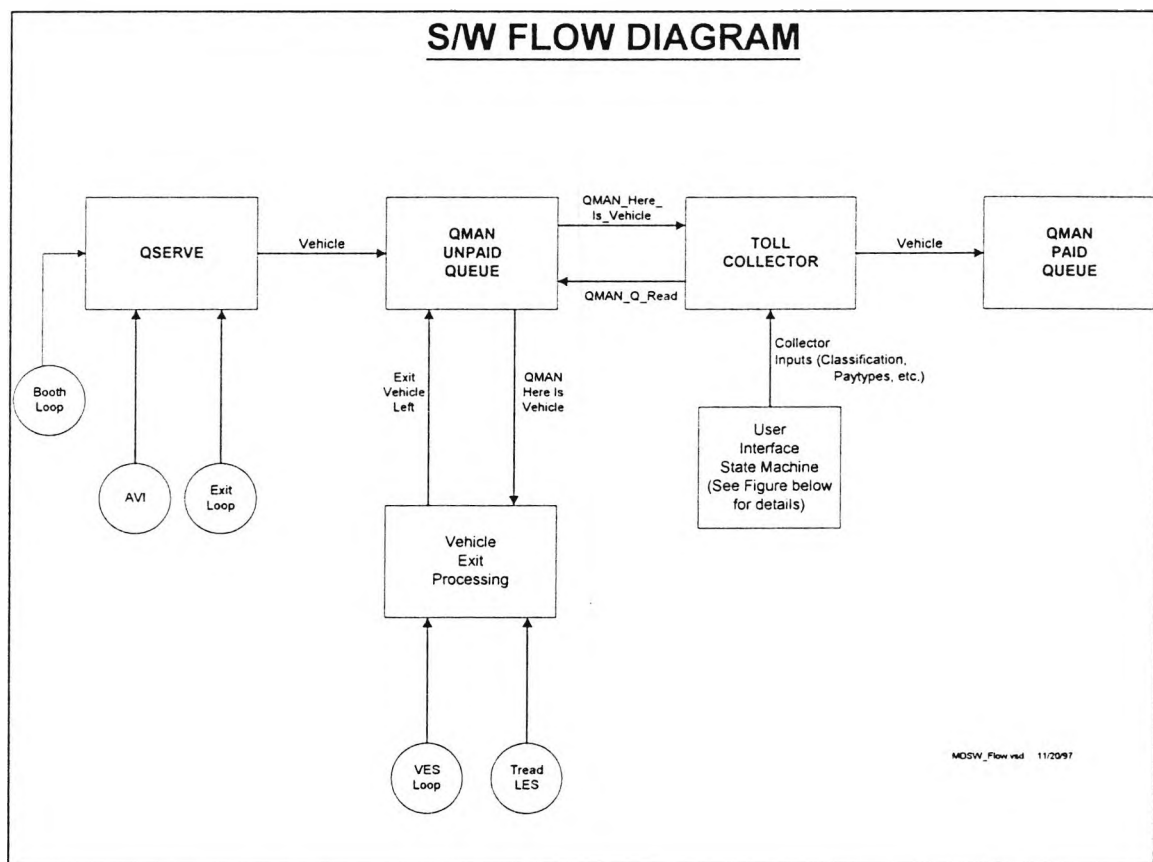 S/W FLOW DIAGRAM
QSERVE
Vehicle
QMAN
UNPAID
QUEUE
QMAN_Here_
Is_Vehicle
QMAN_Q_Read
TOLL
COLLECTOR
Vehicle
QMAN
PAID
QUEUE
Booth
Loop
AVI
Exit
Loop
Exit
Vehicle
Left
QMAN
Here Is
Vehicle
Collector
Inputs (Classification,
Paytypes, etc.)
User
Interface
State Machine
(See Figure below
for details)
Vehicle
Exit
Processing
VES
Loop
Tread
LES
MDSW_Flow.vsd 11/20/97